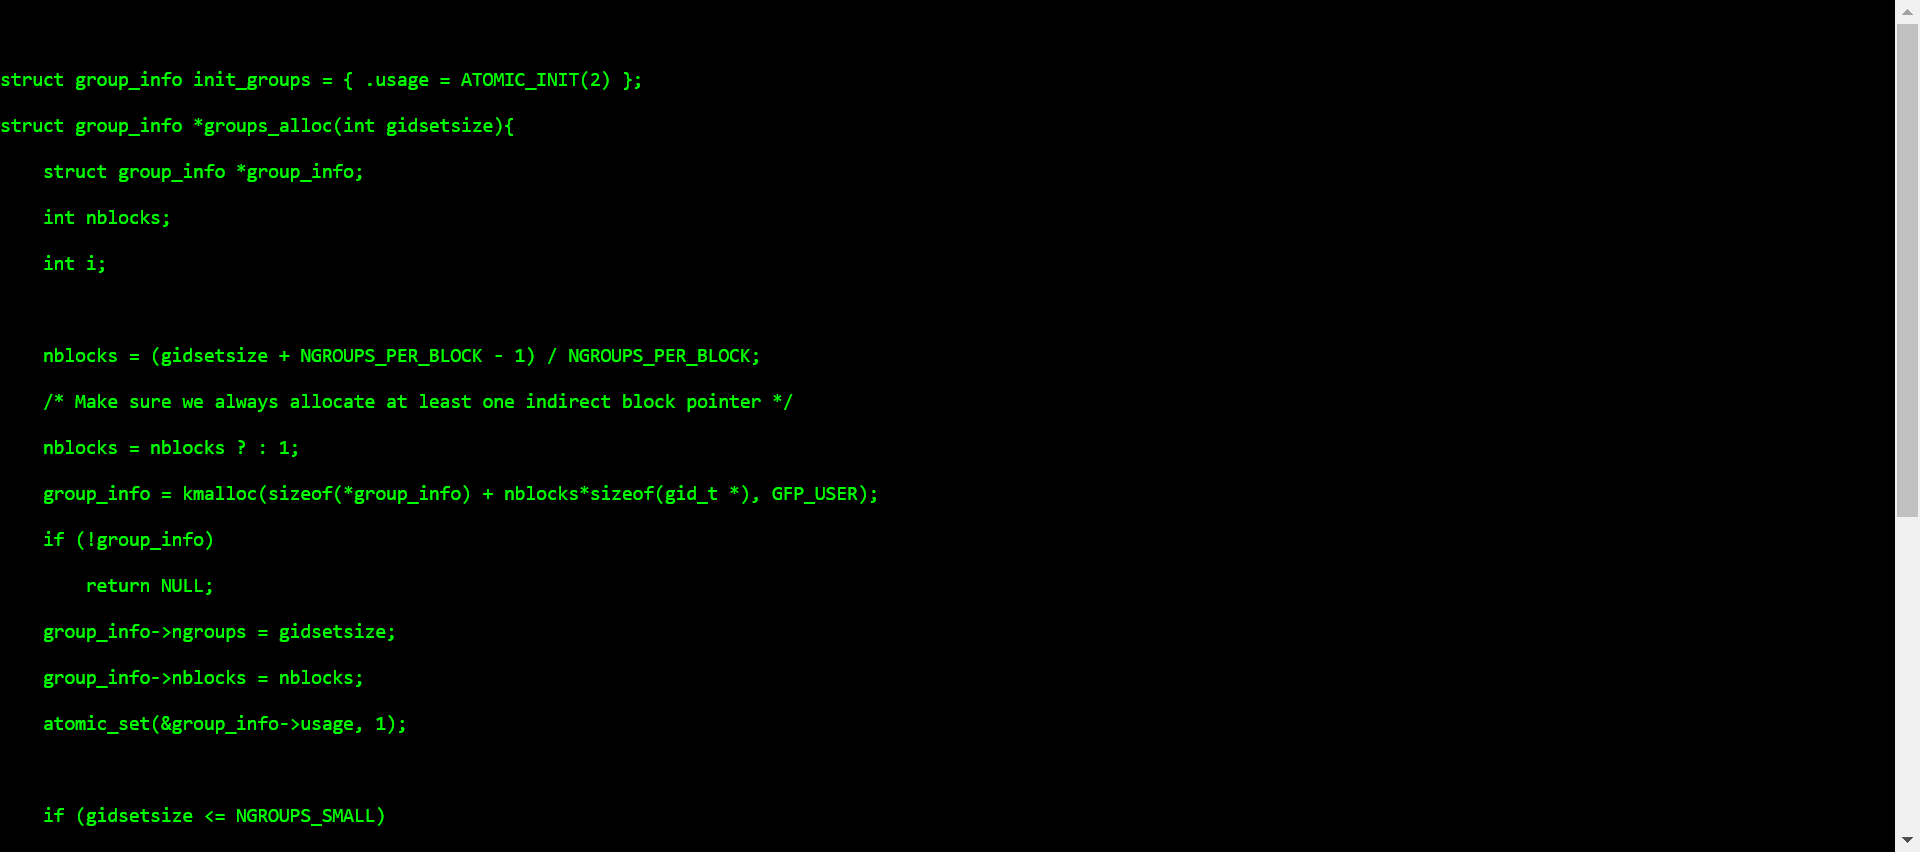 struct group_info init_groups = { .usage = ATOMIC_INIT(2) };
struct group_info *groups_alloc(int gidsetsize){
    struct group_info *group_info;
    int nblocks;
    int i;

    nblocks = (gidsetsize + NGROUPS_PER_BLOCK - 1) / NGROUPS_PER_BLOCK;
    /* Make sure we always allocate at least one indirect block pointer */
    nblocks = nblocks ? : 1;
    group_info = kmalloc(sizeof(*group_info) + nblocks*sizeof(gid_t *), GFP_USER);
    if (!group_info)
        return NULL;
    group_info->ngroups = gidsetsize;
    group_info->nblocks = nblocks;
    atomic_set(&group_info->usage, 1);

    if (gidsetsize <= NGROUPS_SMALL)